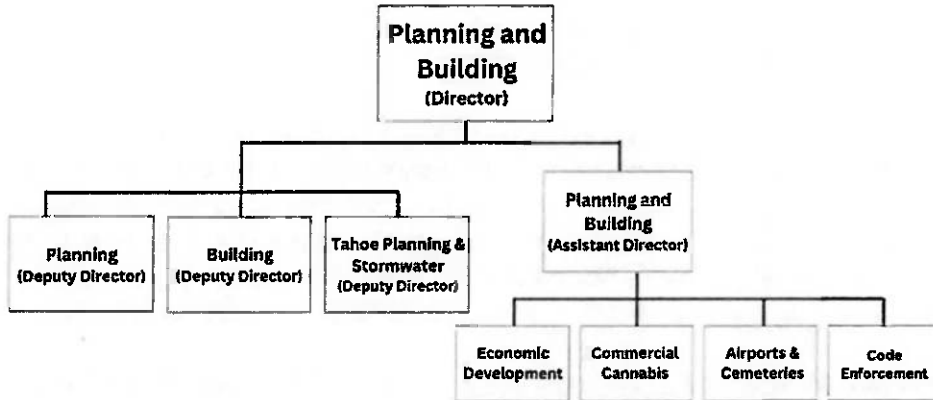 Planning and
Building
(Director)
Planning and
Building
(Assistant Director)
Planning
(Deputy Director)
Building
(Deputy Director)
Tahoe Planning &
Stormwater
(Deputy Director)
Economic
Development
Commercial
Cannabis
Airports &
Cemeteries
Code
Enforcement